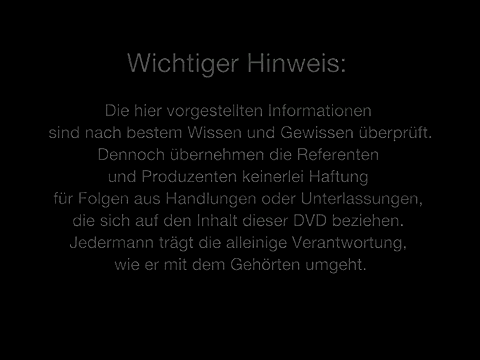 Wichtiger Hinweis:
Die hier vorgestellten Informationen
sind nach bestem Wissen und Gewissen überprüft.
Dennoch übernehmen die Referenten
und Produzenten keinerlei Haftung
für Folgen aus Handlungen oder Unterlassungen,
die sich auf den Inhalt dieser DVD beziehen.
Jedermann trägt die alleinige Verantwortung,
wie er mit dem Gehörten umgeht.